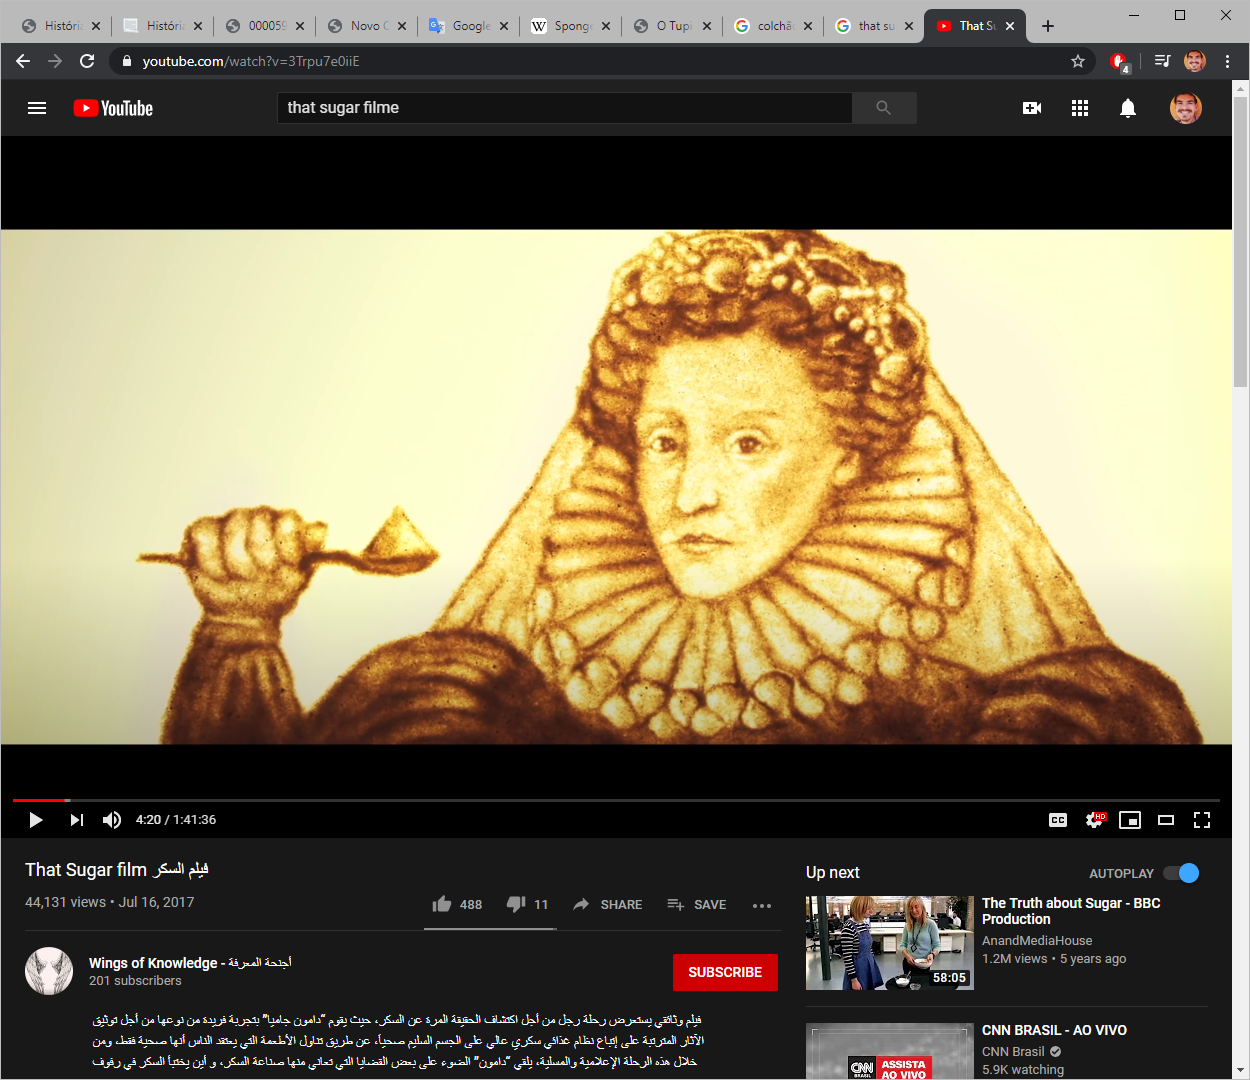 Históri
Históri
000059
Novo C
Google
Sponge
O Tupi
colchão
that su
That Su
youtube.com/watch?v=3Trpu7e0iiE
4
YouTube
that sugar filme
4:20 / 1:41:36
CC
HD
That Sugar film فيلم السكر
44,131 views • Jul 16, 2017
488
11
SHARE
SAVE
Wings of Knowledge - أجنحة المعرفة
201 subscribers
SUBSCRIBE
فيلم وثائقي يستعرض رحلة رجل من أجل اكتشاف الحقيقة المرة عن السكر، حيث يقوم “دامون جاميا” بتجربة فريدة من نوعها من أجل توثيق
الآثار المترتبة على إتباع نظام غذائي سكري عالي على الجسم السليم صحياً، عن طريق تناول الأطعمة التي يعتقد الناس أنها صحية فقط، ومن
خلال هذه الرحلة الإعلامية والمسلية، يلقي “دامون” الضوء على بعض القضايا التي تعاني منها صناعة السكر، و أين يختبأ السكر في رفوف
Up next
AUTOPLAY
58:05
The Truth about Sugar - BBC
Production
AnandMediaHouse
1.2M views • 5 years ago
CNN
BRASIL
ASSISTA
AO VIVO
CNN BRASIL - AO VIVO
CNN Brasil
5.9K watching